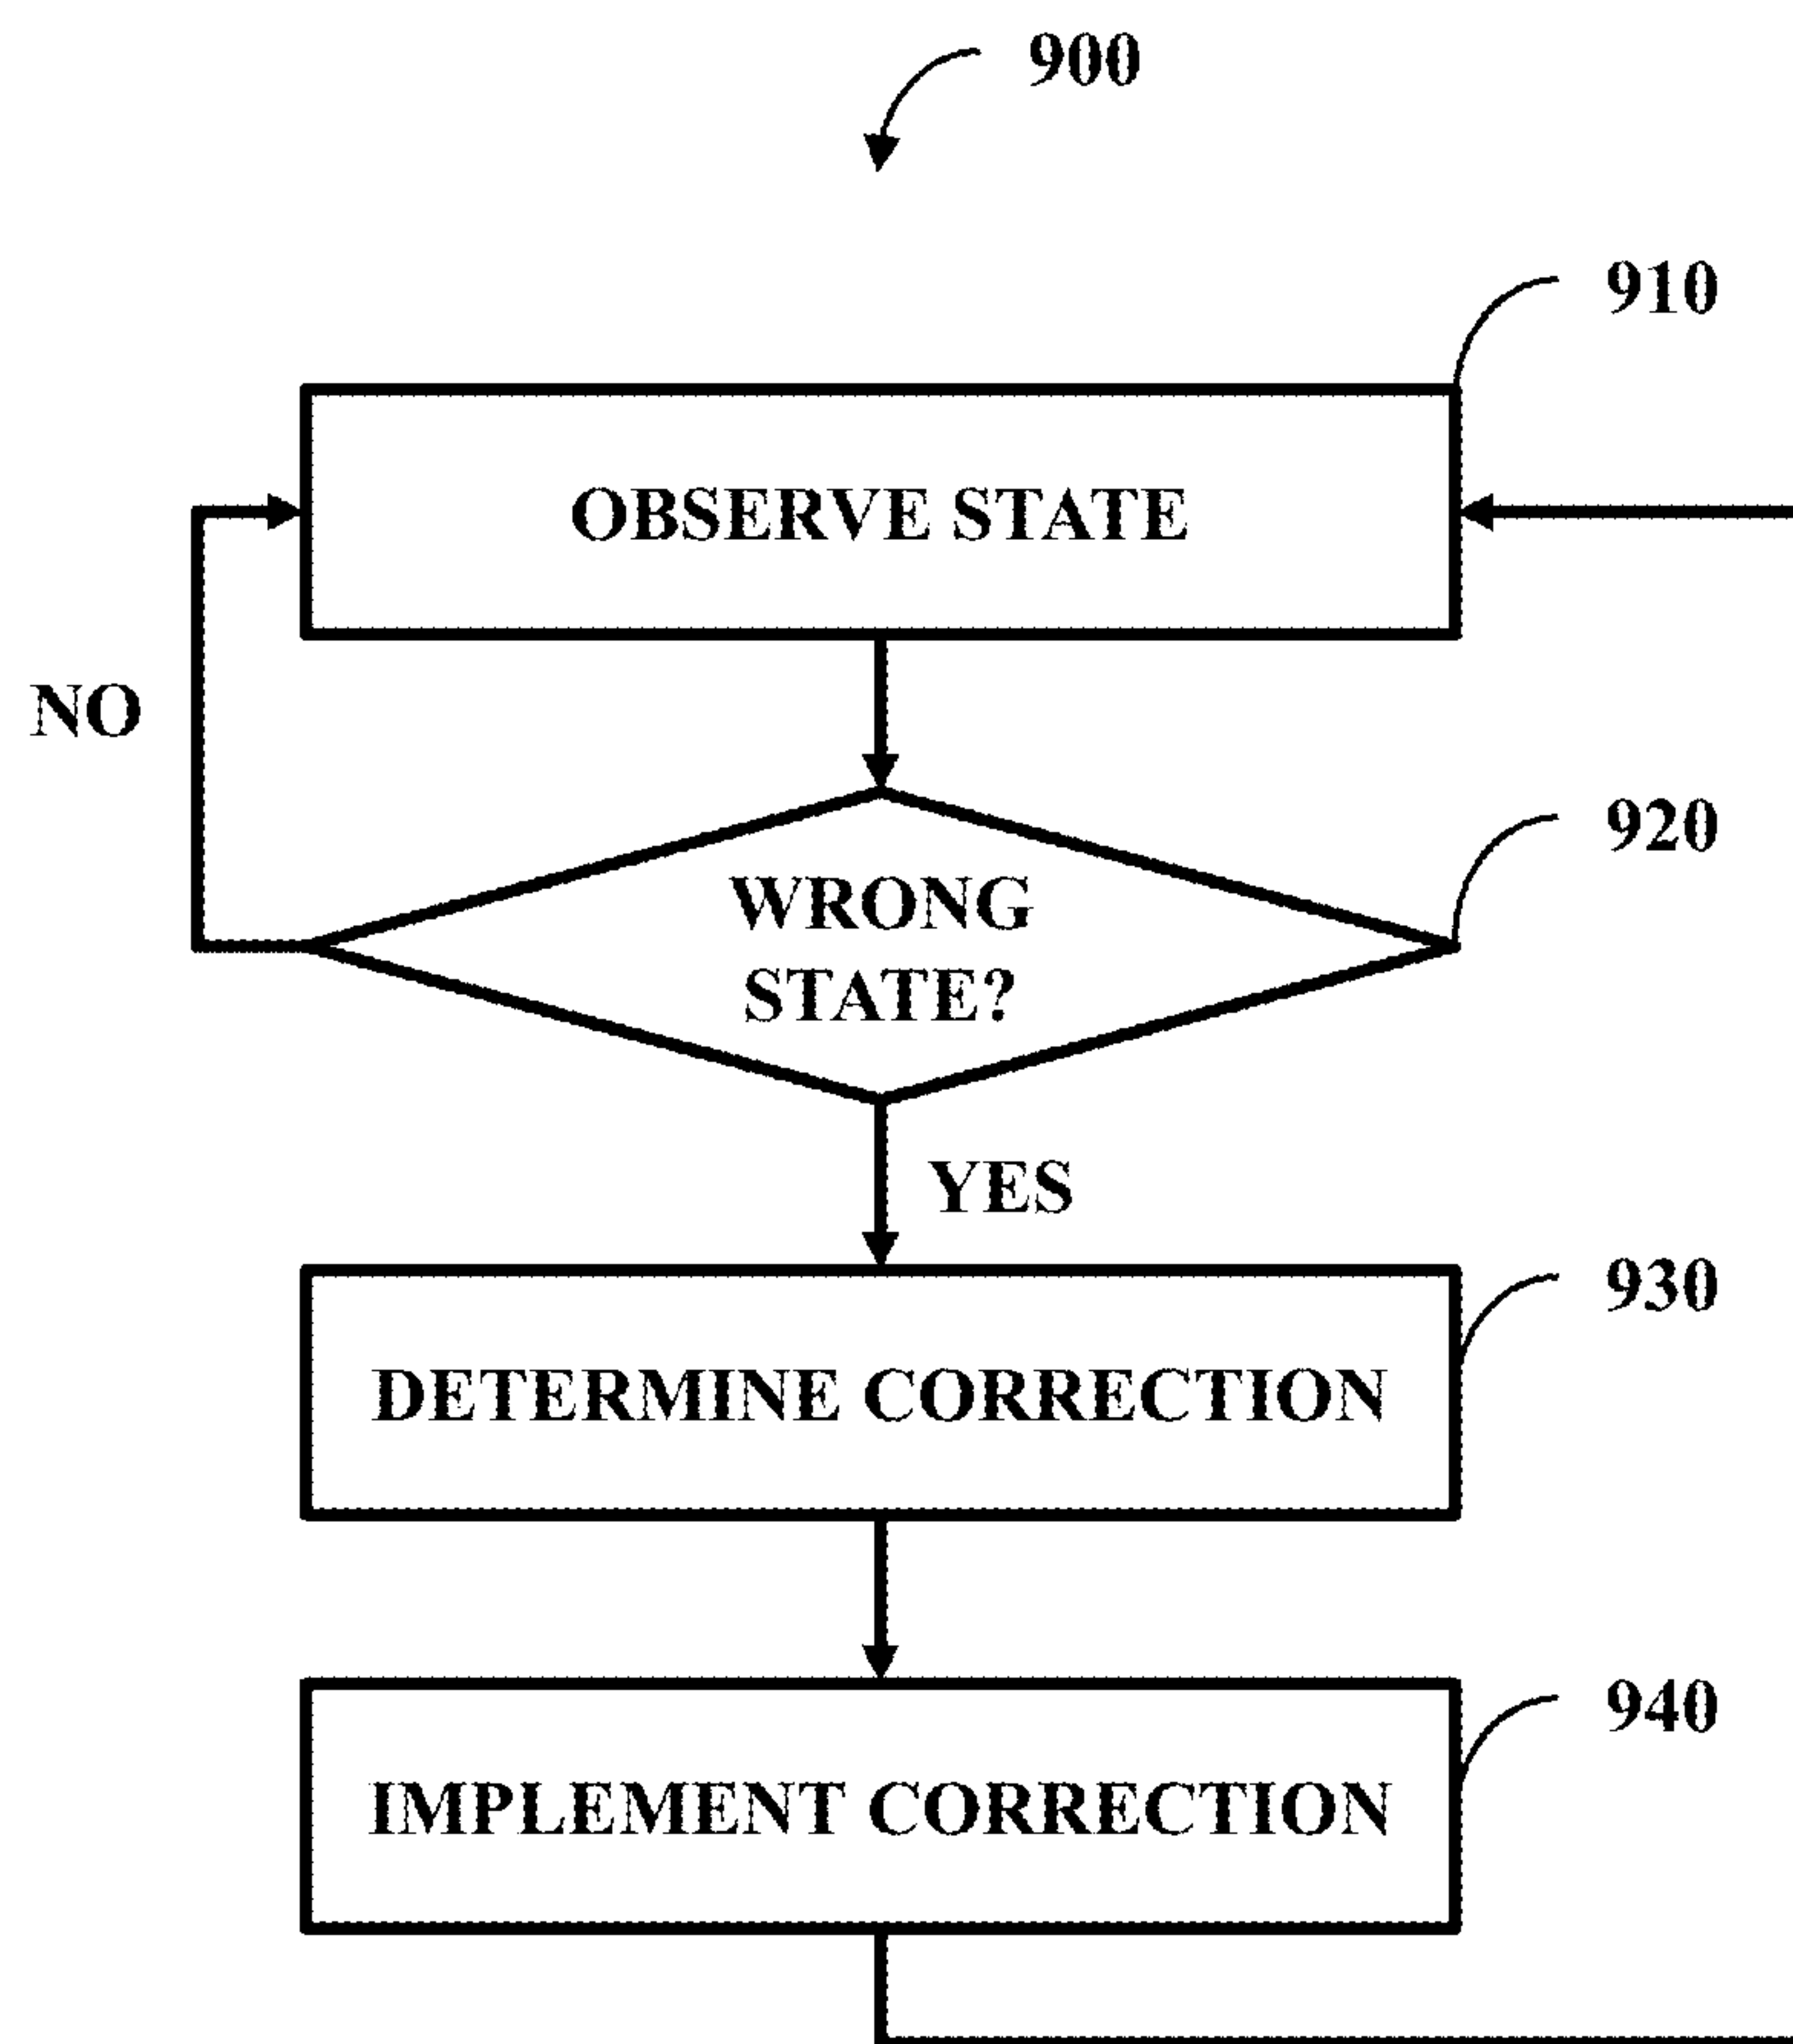 900
910
OBSERVE STATE
NO
920
WRONG
STATE?
YES
930
DETERMINE CORRECTION
940
IMPLEMENT CORRECTION